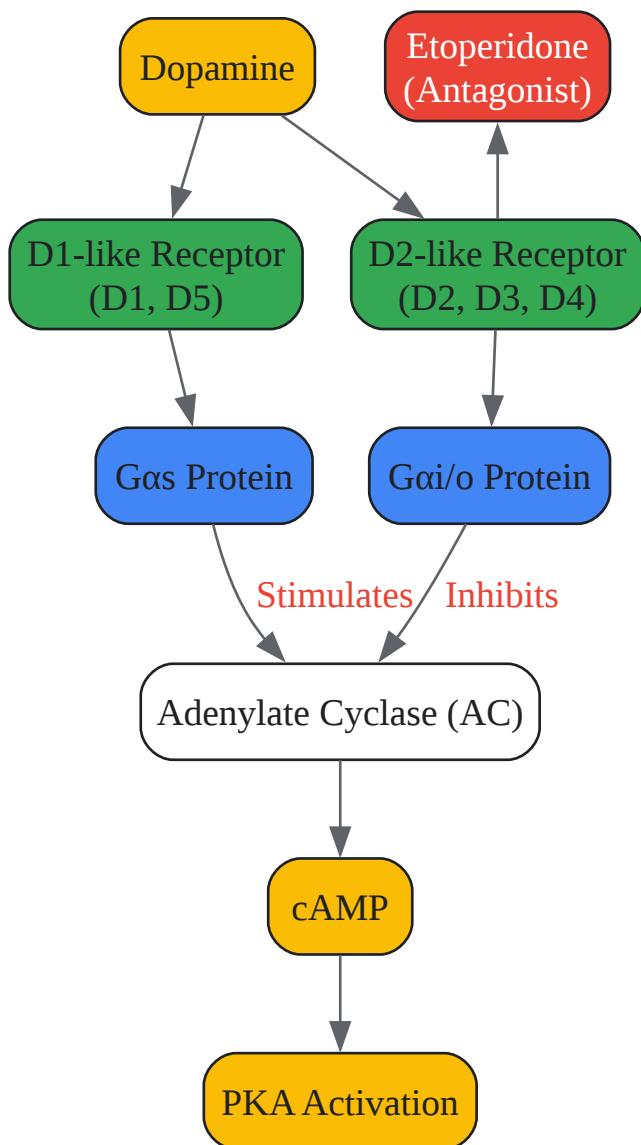 Dopamine
Etoperidone
(Antagonist)
D1-like Receptor
(D1, D5)
D2-like Receptor
(D2, D3, D4)
Gαs Protein
Gαi/o Protein
Stimulates
Inhibits
Adenylate Cyclase (AC)
cAMP
PKA Activation